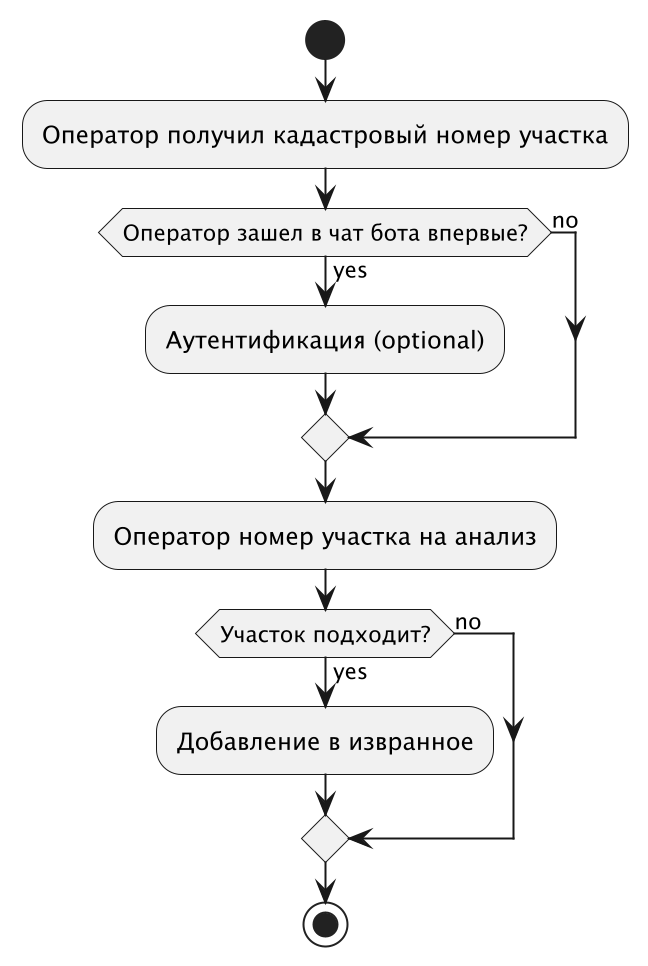 Оператор получил кадастровый номер участка
Оператор зашел в чат бота впервые?
no
yes
Аутентификация (optional)
Оператор номер участка на анализ
Участок подходит?
no
yes
Добавление в извранное